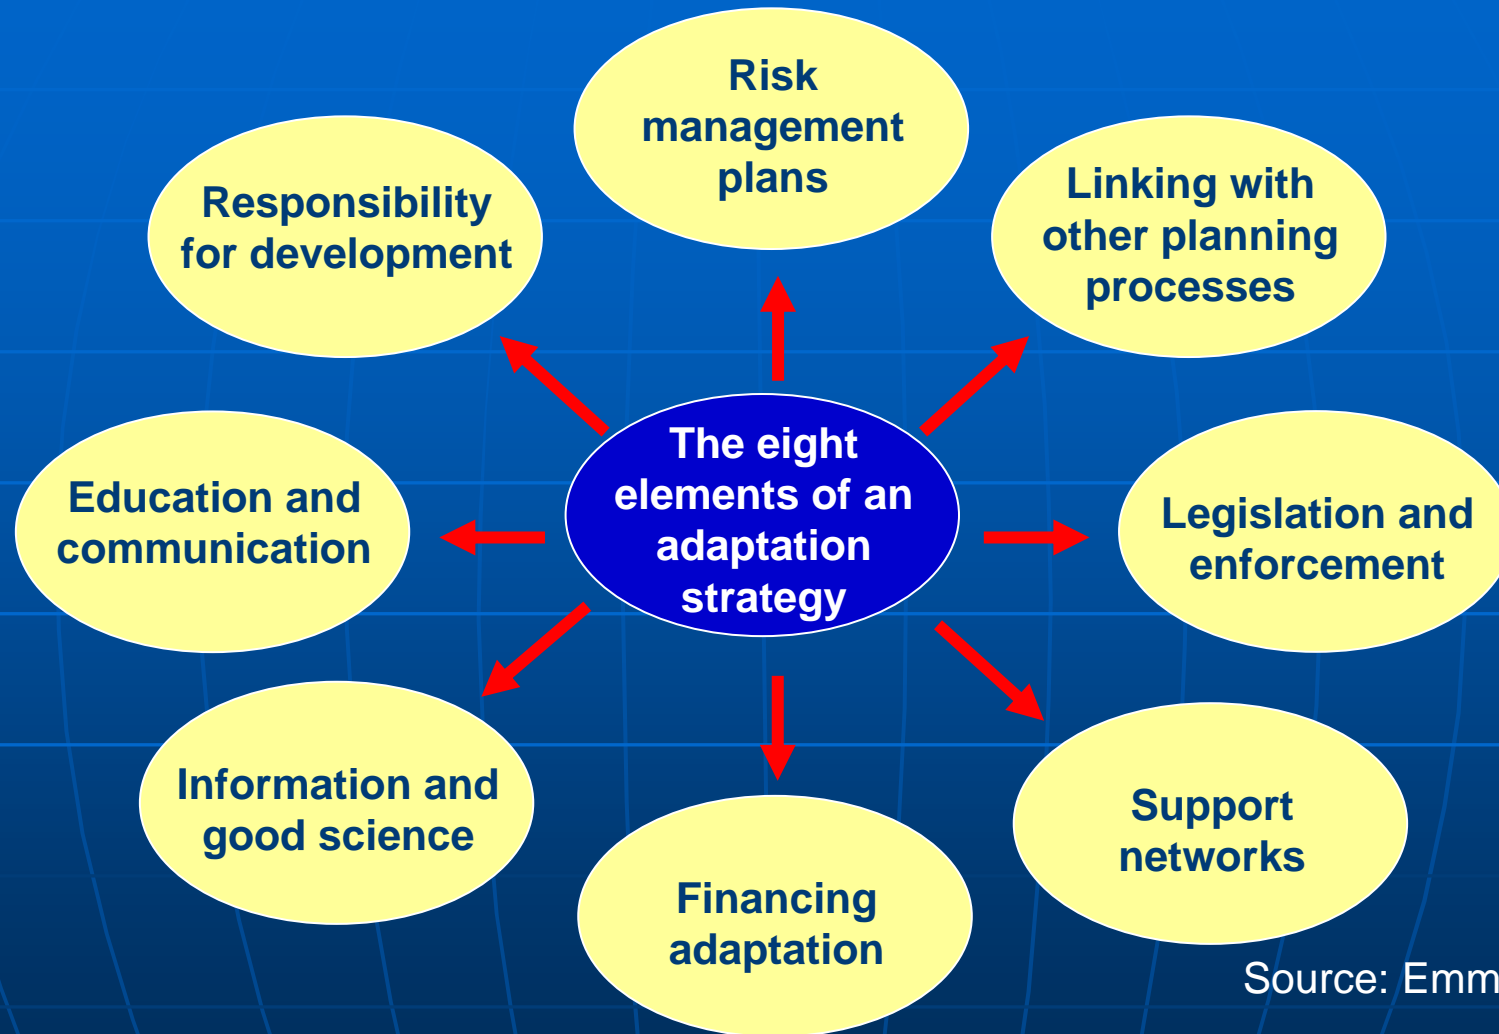 Risk
management
plans
Linking with
other planning
processes
Responsibility
for development
The eight
elements of an
adaptation
strategy
Education and
communication
Legislation and
enforcement
Information and
good science
Support
networks
Financing
adaptation
Source: